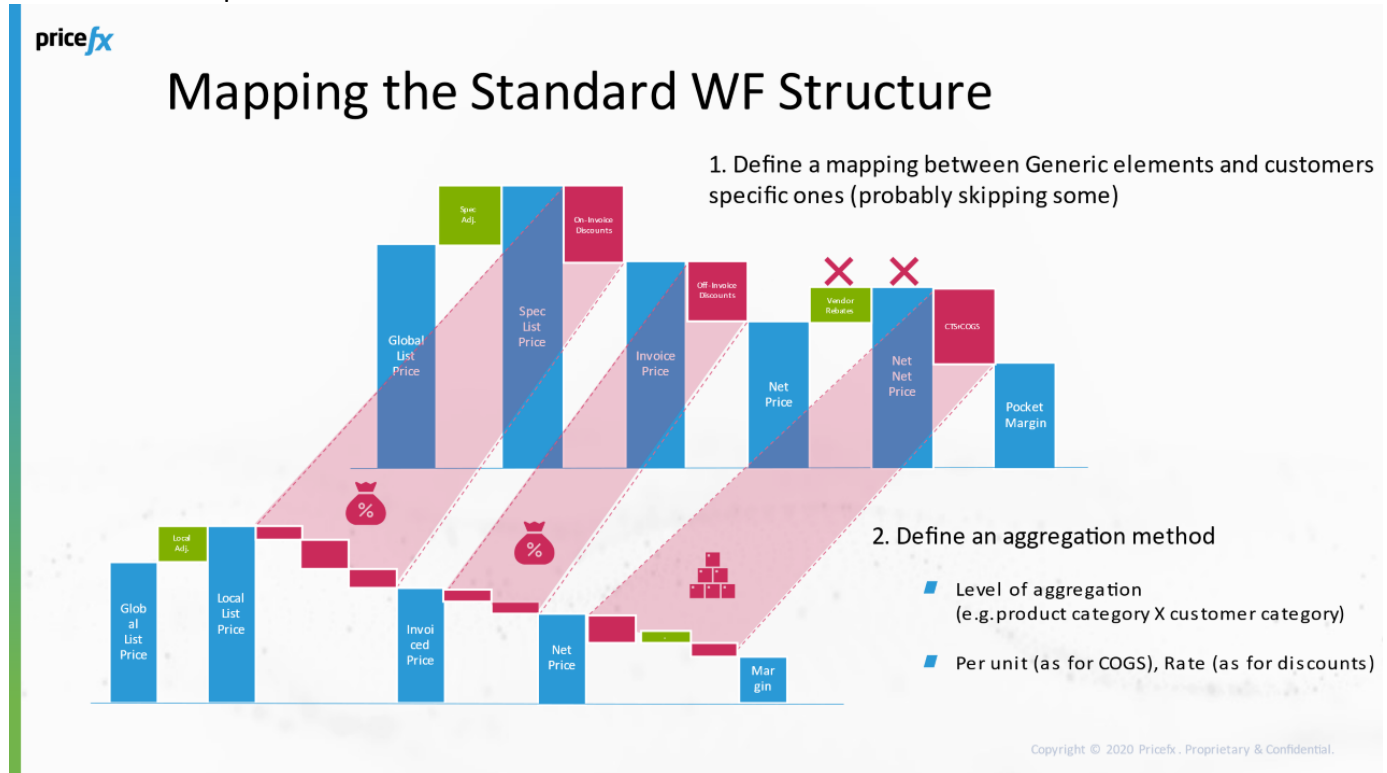 pricefx
Mapping the Standard WF Structure
1. Define a mapping between Generic elements and customers
specific ones (probably skipping some)
Spec
Adj.
On-Invoice
Discounts
Off-Invoice
Discounts
Vendor
Rebates
CTS+COGS
Global
List
Price
Spec
List
Price
Invoice
Price
Net
Price
Net
Net
Price
Pocket
Margin
%
%
2. Define an aggregation method
Level of aggregation
(e.g.product category X customer category)
Per unit (as for COGS), Rate (as for discounts)
Local
Adj.
Glob
al
List
Price
Local
List
Price
Invoi
ced
Price
Net
Price
Mar
gin
Copyright © 2020 Pricefx . Proprietary & Confidential.